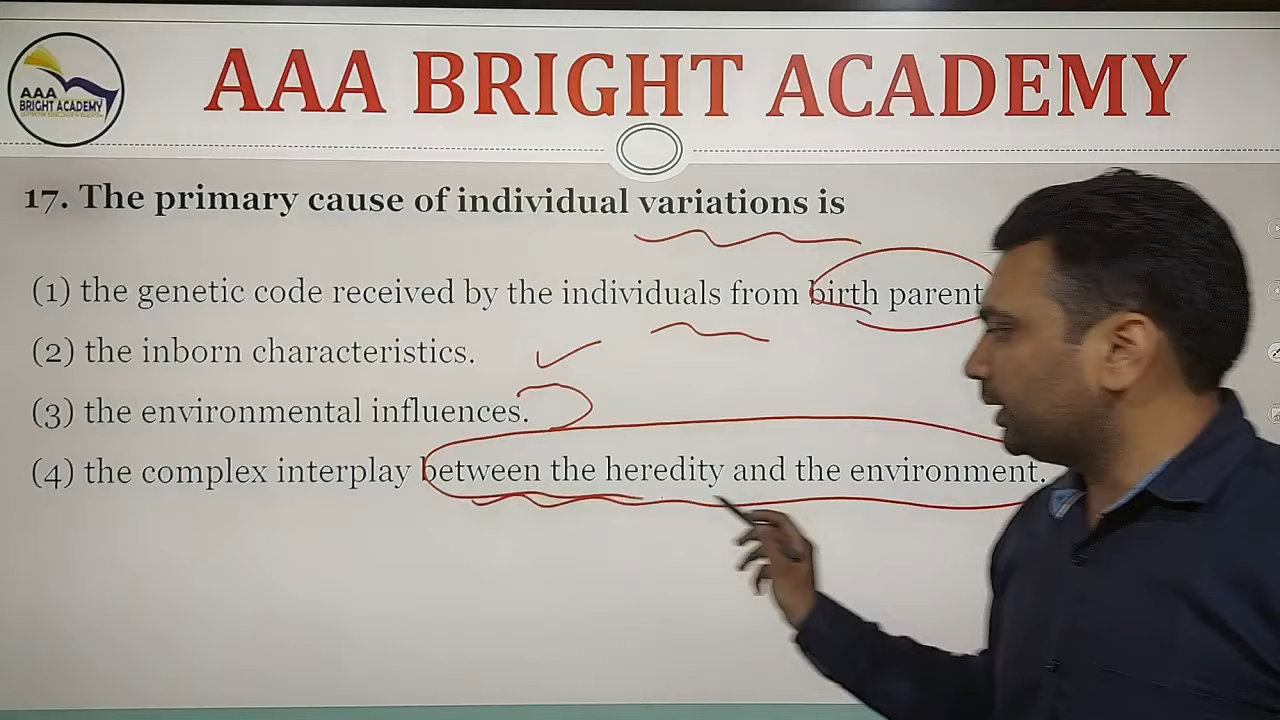 AAA BRIGHT ACADEMY
AAA
BRIGHT ACADEMY
17. The primary cause of individual variations is
(1) the genetic code received by the individuals from birth parent
(2) the inborn characteristics.
(3) the environmental influences.
(4) the complex interplay between the heredity and the environment.